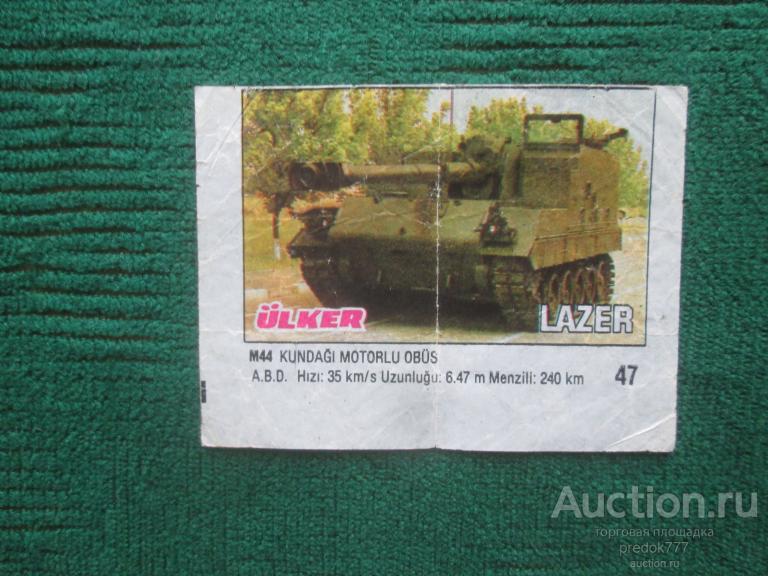 ÜLKER
LAZER
M44 KUNDAĞI MOTORLU OBÜS
A.B.D. Hızı: 35 km/s Uzunluğu: 6.47 m Menzili: 240 km
47
Auction.ru
торговая площадка
predok777
auction.ru